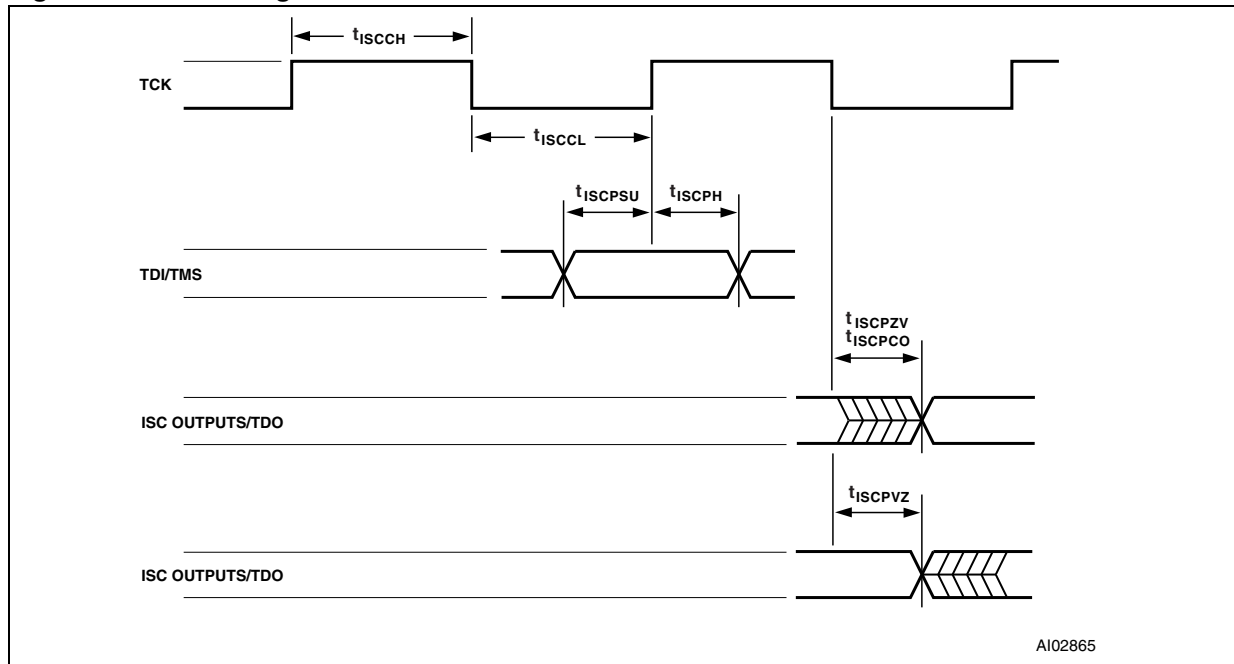 tISCCH
TCK
tISCCL
tISCPSU
tISCPH
TDI/TMS
tISCPZV
tISCPCO
ISC OUTPUTS/TDO
tISCPVZ
ISC OUTPUTS/TDO
AI02865